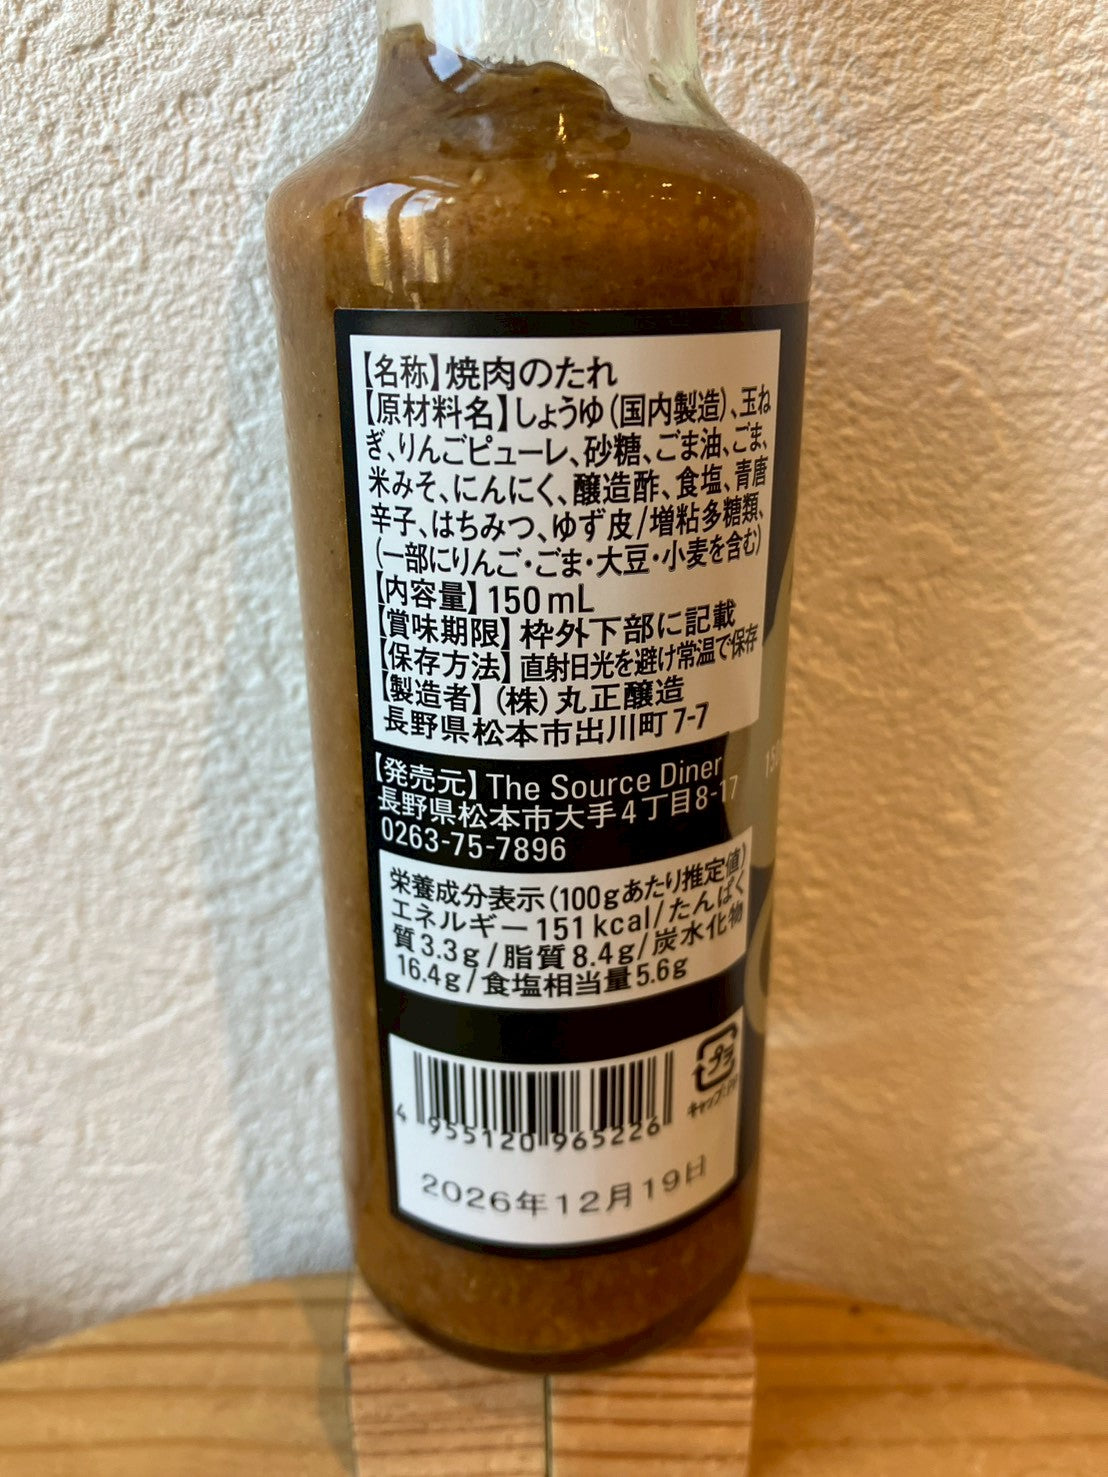 【名称】焼肉のたれ
【原材料名】しょうゆ(国内製造)、玉ね
ぎ、りんごピューレ、砂糖、ごま油、ごま、
米みそ、にんにく、醸造酢、食塩、青唐
辛子、はちみつ、ゆず皮/増粘多糖類、
(一部にりんご・ごま・大豆・小麦を含む)
【内容量】150mL
【賞味期限】枠外下部に記載
【保存方法】直射日光を避け常温で保存
【製造者】(株)丸正醸造
長野県松本市出川町7-7
【発売元】The Source Diner
長野県松本市大手4丁目8-17
0263-75-7896
栄養成分表示(100gあたり推定値)
エネルギー151kcal/たんぱく
質3.3g/脂質8.4g/炭水化物
16.4g/食塩相当量5.6g
プラ
キャップ:PP
4 955120 965226
2026年12月19日